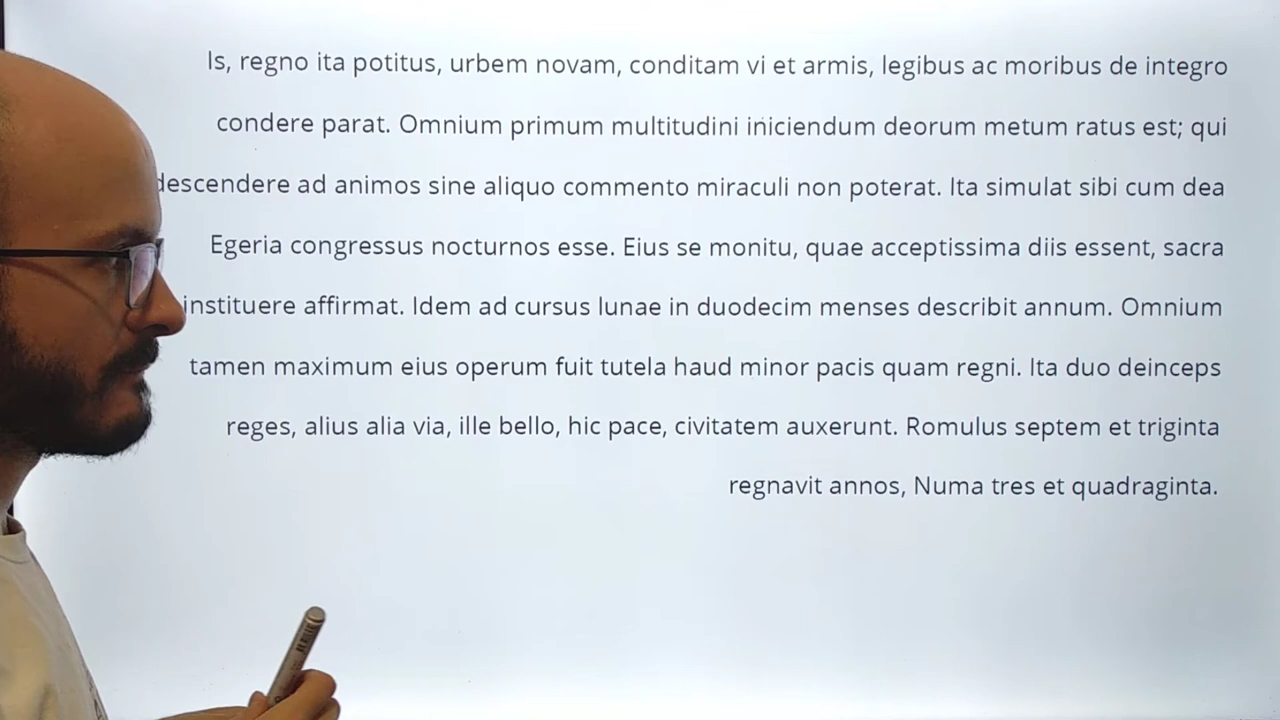 Is, regno ita potitus, urbem novam, conditam vi et armis, legibus ac moribus de integro
condere parat. Omnium primum multitudini iniciendum deorum metum ratus est; qui
descendere ad animos sine aliquo commento miraculi non poterat. Ita simulat sibi cum dea
Egeria congressus nocturnos esse. Eius se monitu, quae acceptissima diis essent, sacra
instituere affirmat. Idem ad cursus lunae in duodecim menses describit annum. Omnium
tamen maximum eius operum fuit tutela haud minor pacis quam regni. Ita duo deinceps
reges, alius alia via, ille bello, hic pace, civitatem auxerunt. Romulus septem et triginta
regnavit annos, Numa tres et quadraginta.